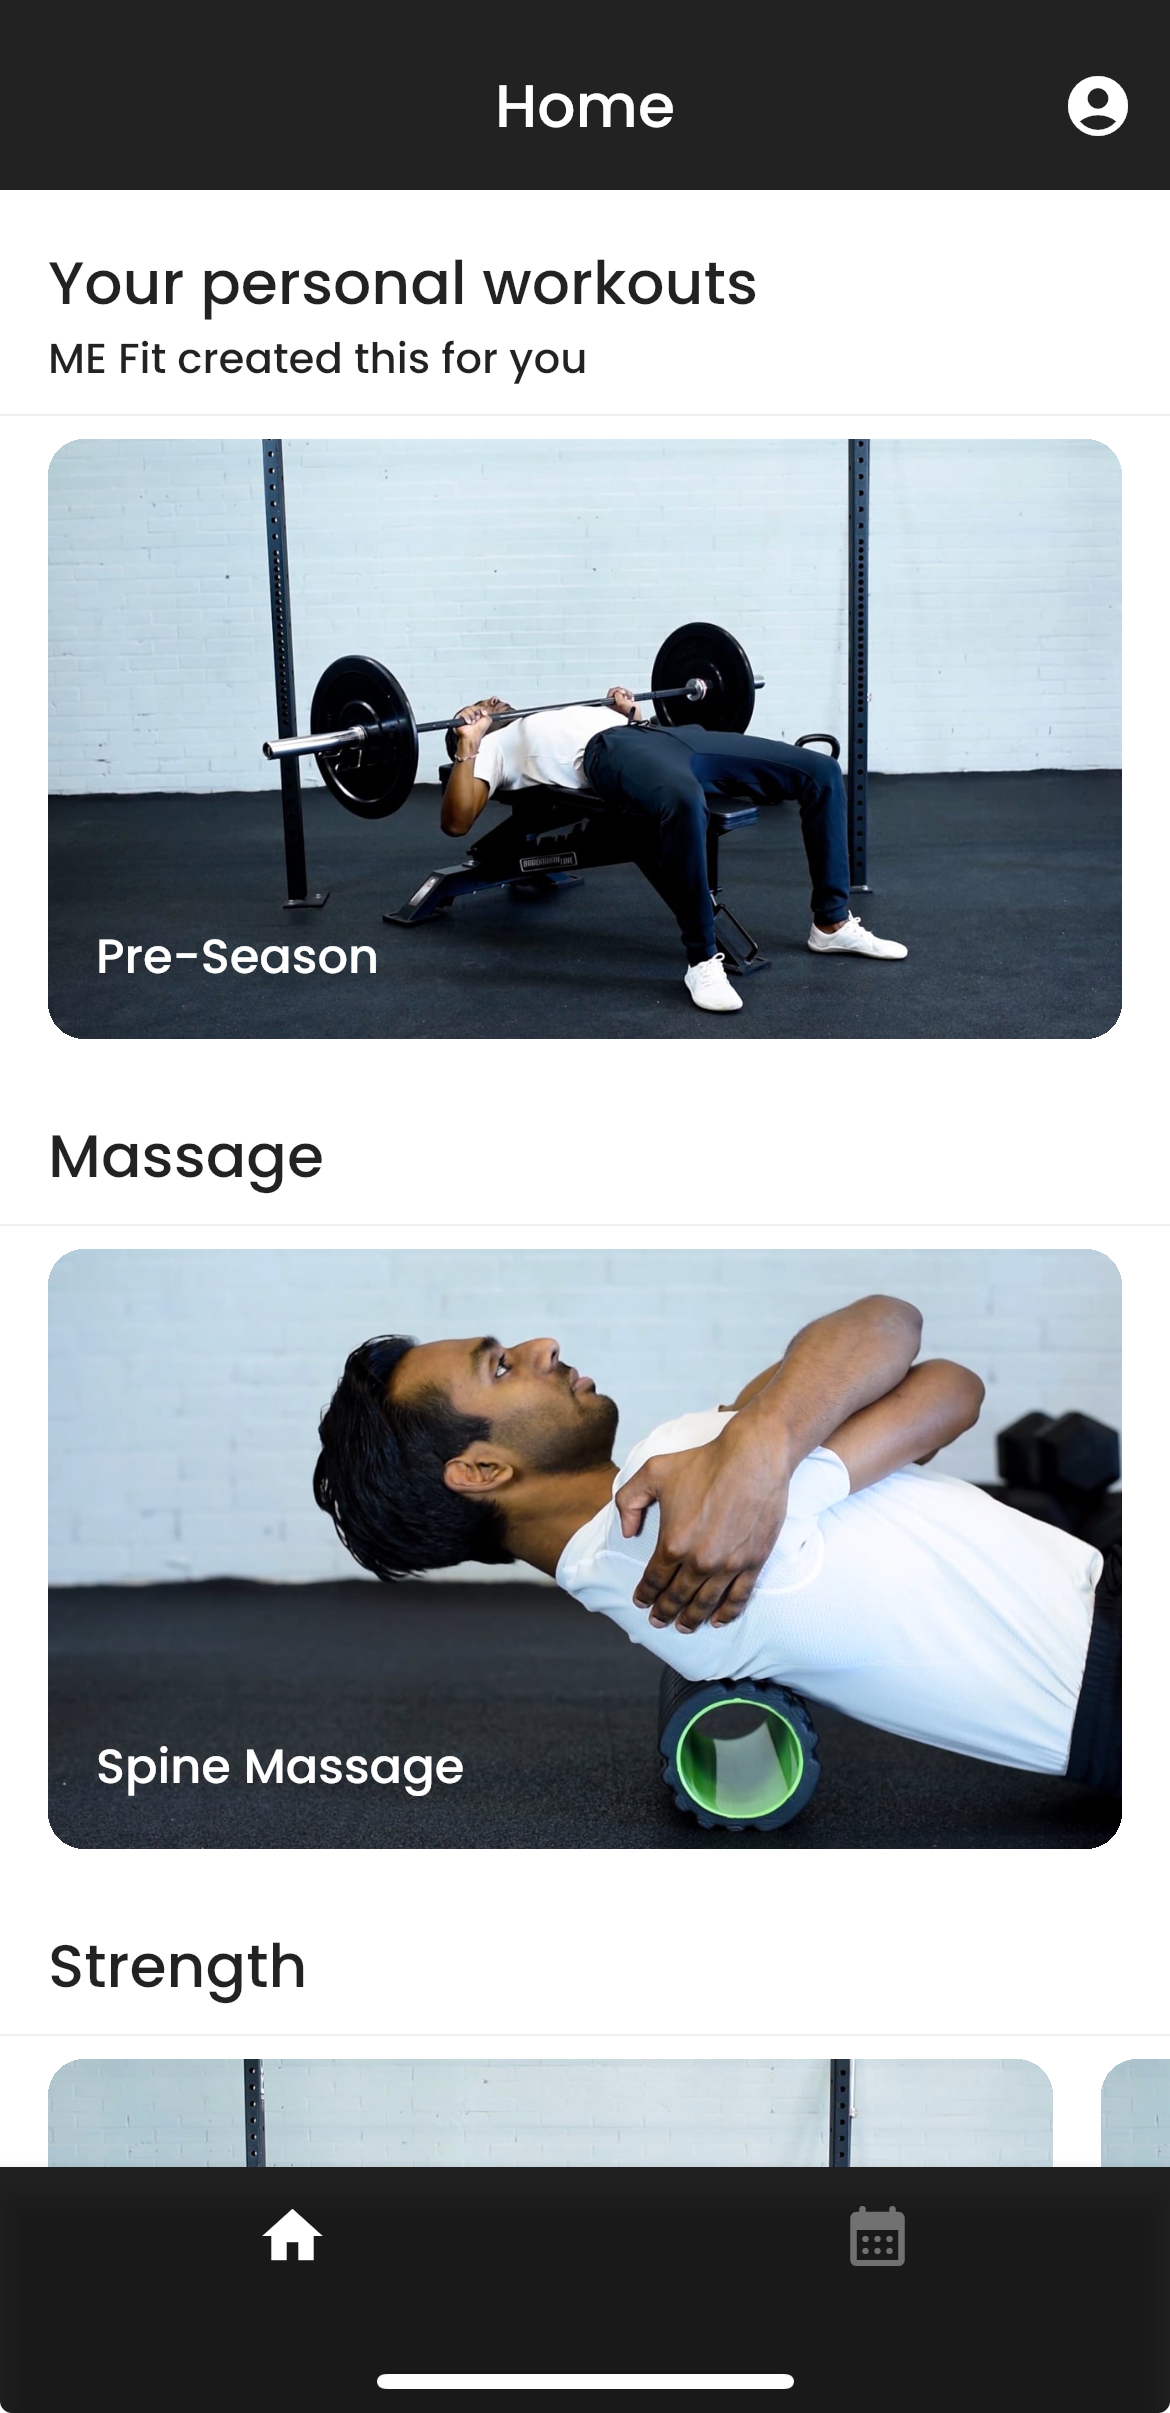 Home
Your personal workouts
ME Fit created this for you
Pre-Season
Massage
Spine Massage
Strength